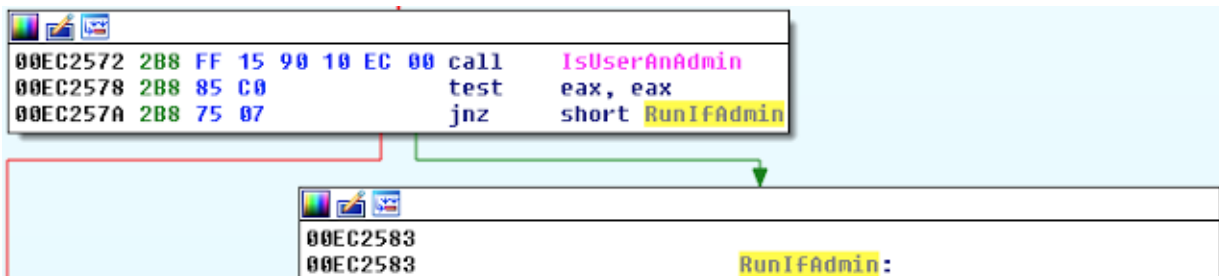 00EC2572 2B8 FF 15 90 10 EC 00 call IsUserAnAdmin
00EC2578 2B8 85 C0 test eax, eax
00EC257A 2B8 75 07 jnz short RunIfAdmin
00EC2583
00EC2583 RunIfAdmin: